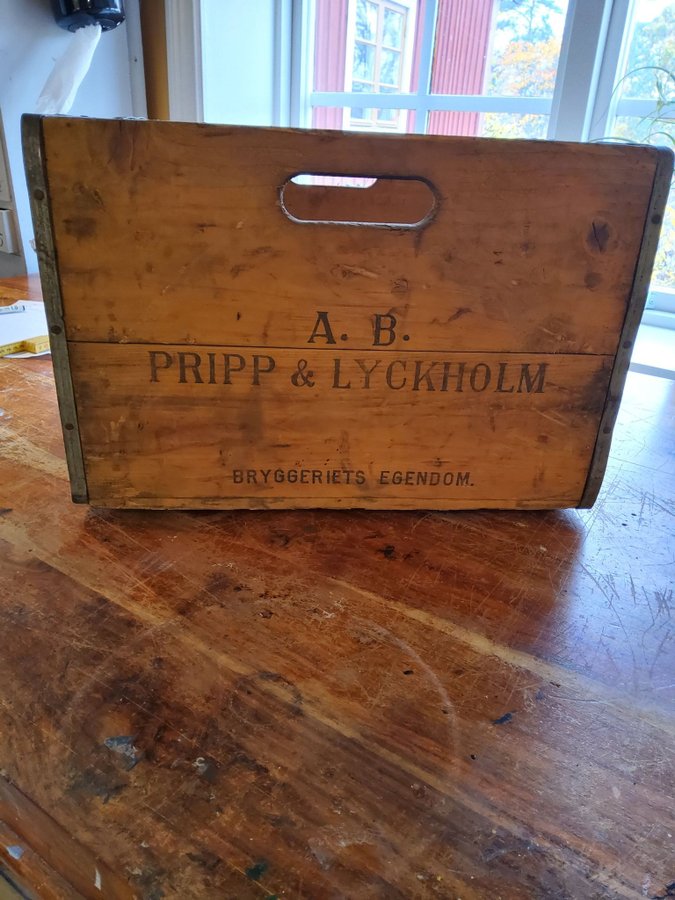 A. B.
PRIPP & LYCKHOLM
BRYGGERIETS EGENDOM.